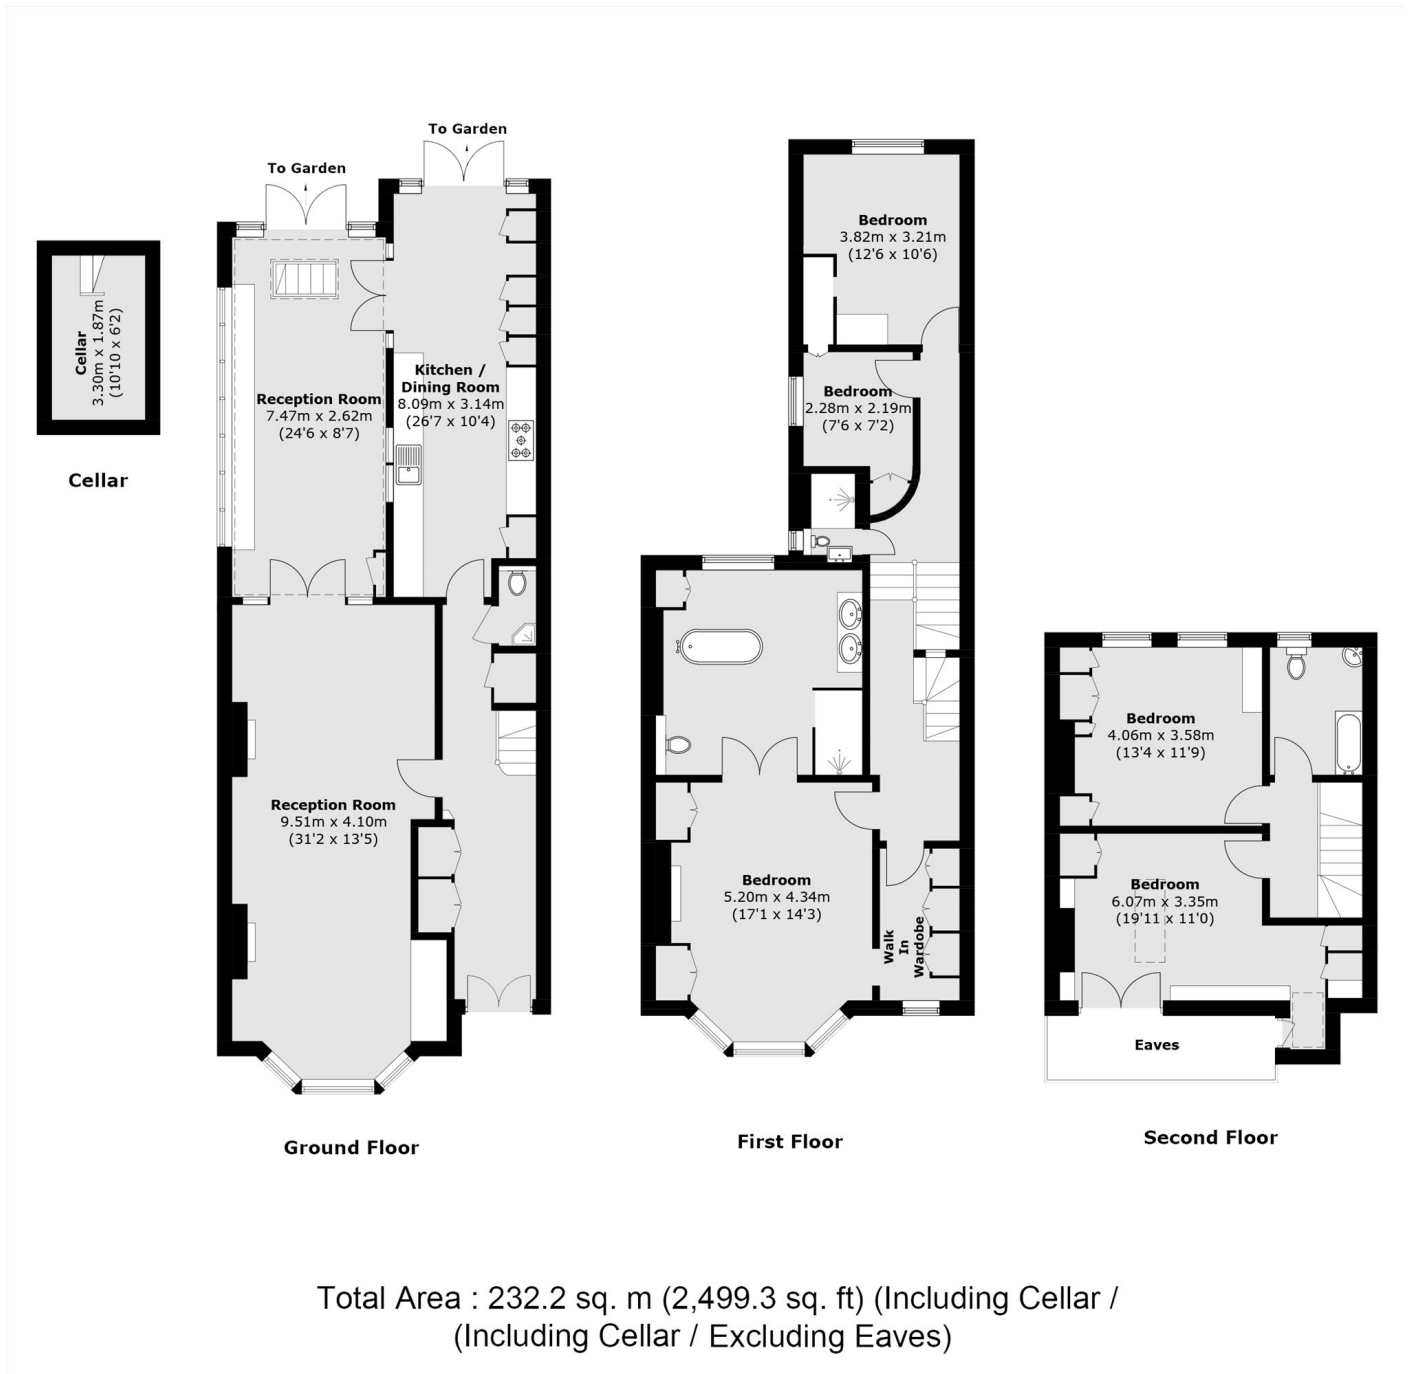 To Garden
To Garden
Cellar
3.30m x 1.87m
(10'10 x 6'2)
Cellar
Reception Room
7.47m x 2.62m
(24'6 x 8'7)
Kitchen /
Dining Room
8.09m x 3.14m
(26'7 x 10'4)
Reception Room
9.51m x 4.10m
(31'2 x 13'5)
Ground Floor
Bedroom
3.82m x 3.21m
(12'6 x 10'6)
Bedroom
2.28m x 2.19m
(7'6 x 7'2)
Bedroom
5.20m x 4.34m
(17'1 x 14'3)
Walk
In
Wardobe
First Floor
Bedroom
4.06m x 3.58m
(13'4 x 11'9)
Bedroom
6.07m x 3.35m
(19'11 x 11'0)
Eaves
Second Floor
Total Area : 232.2 sq. m (2,499.3 sq. ft) (Including Cellar /
(Including Cellar / Excluding Eaves)